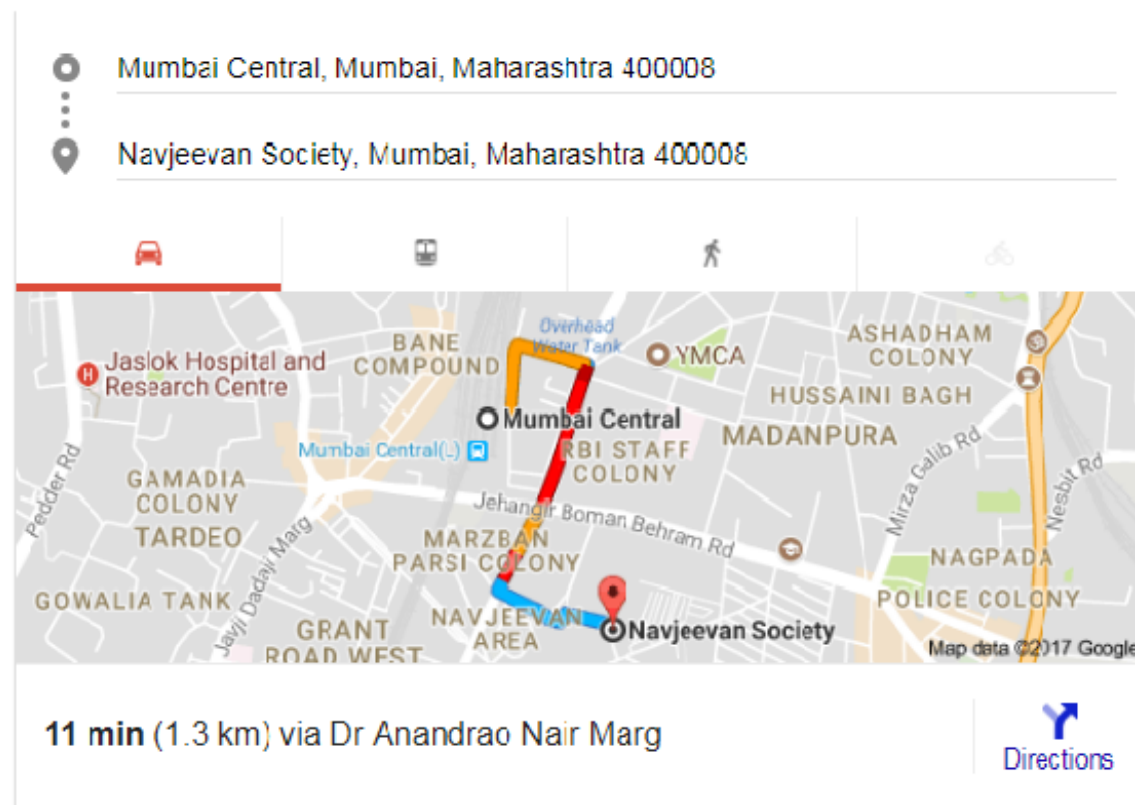 Mumbai Central, Mumbai, Maharashtra 400008
Navjeevan Society, Mumbai, Maharashtra 400008
Overhead
Water Tank
BANE
COMPOUND
YMCA
ASHADHAM
COLONY
Jaslok Hospital and
Research Centre
H
HUSSAINI BAGH
Mumbai Central
MADANPURA
Mumbai Central(L)
RBI STAFF
COLONY
Mirza Galib Rd
Nesbit Rd
Pedder Rd
GAMADIA
COLONY
TARDEO
Jehangir Boman Behram Rd
MARZBAN
PARSI COLONY
Javji Dadaji Marg
NAGPADA
POLICE COLONY
GOWALIA TANK
NAVJEEVAN
AREA
GRANT
ROAD WEST
Navjeevan Society
Map data ©2017 Google
11 min (1.3 km) via Dr Anandrao Nair Marg
Directions